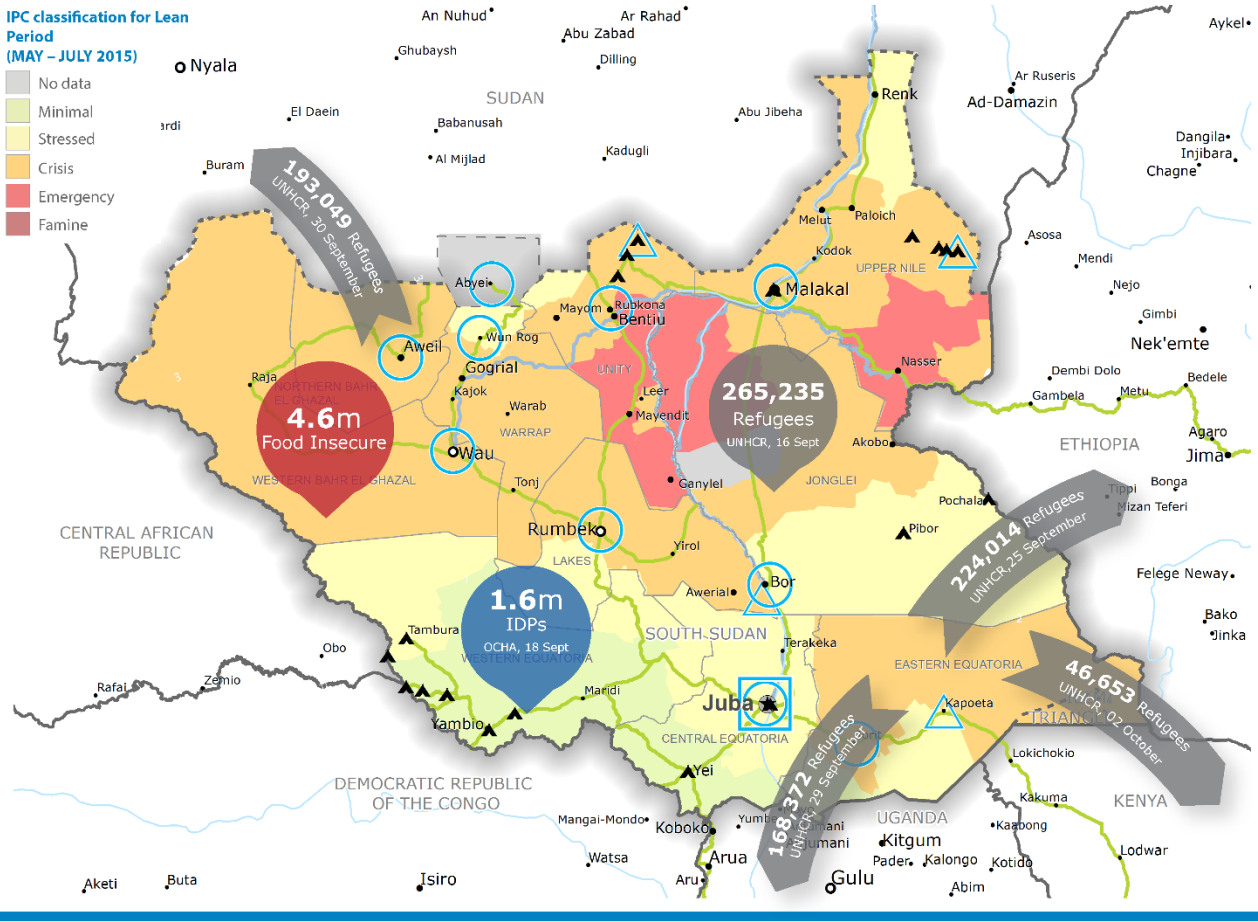 IPC classification for Lean
Period
(MAY – JULY 2015)
No data
Minimal
Stressed
Crisis
Emergency
Famine
An Nuhud
Ar Rahad
Aykel
Abu Zabad
Ghubaysh
Dilling
Nyala
Ar Ruseris
Ad-Damazin
SUDAN
Renk
El Daein
Abu Jibeha
ardi
Babanusah
Dangila
Injibara
Chagne
Buram
Al Mijlad
Kadugli
193,049 Refugees
UNHCR, 30 September
Melut
Paloich
Asosa
Kodok
Mendi
UPPER NILE
Abyei
Malakal
Nejo
Mayom
Rubkona
Bentiu
Gimbi
Nek'emte
Wun Rog
Aweil
Nasser
Gogrial
UNITY
Dembi Dolo
Bedele
Raja
NORTHERN BAHR
EL GHAZAL
Kajok
Leer
Gambela
Metu
4.6m
Food Insecure
Warab
Mayendit
265,235
Refugees
UNHCR, 16 Sept
WARRAP
Akobo
ETHIOPIA
Agaro
Jima
Wau
WESTERN BAHR EL GHAZAL
Tonj
Ganylel
JONGLEI
Tippi
Bonga
Pochala
Mizan Teferi
CENTRAL AFRICAN
REPUBLIC
Rumbek
Pibor
224,014 Refugees
UNHCR,25 September
Yirol
LAKES
Felege Neway
Awerial
Bor
1.6m
IDPs
OCHA, 18 Sept
Bako
Jinka
Tambura
SOUTH SUDAN
Terakeka
Obo
WESTERN EQUATORIA
EASTERN EQUATORIA
46,653 Refugees
UNHCR, 02 October
Rafai
Zemio
Maridi
Juba
Kapoeta
Yambio
TRIANGL
CENTRAL EQUATORIA
168,372 Refugees
UNHCR, 29 September
Lokichokio
Yei
DEMOCRATIC REPUBLIC
OF THE CONGO
Kakuma
KENYA
Mangai-Mondo
Koboko
Yumbe
UGANDA
Kaabong
Kitgum
Lodwar
Watsa
Arua
Pader
Kalongo
Kotido
Aketi
Buta
Isiro
Aru
Gulu
Abim